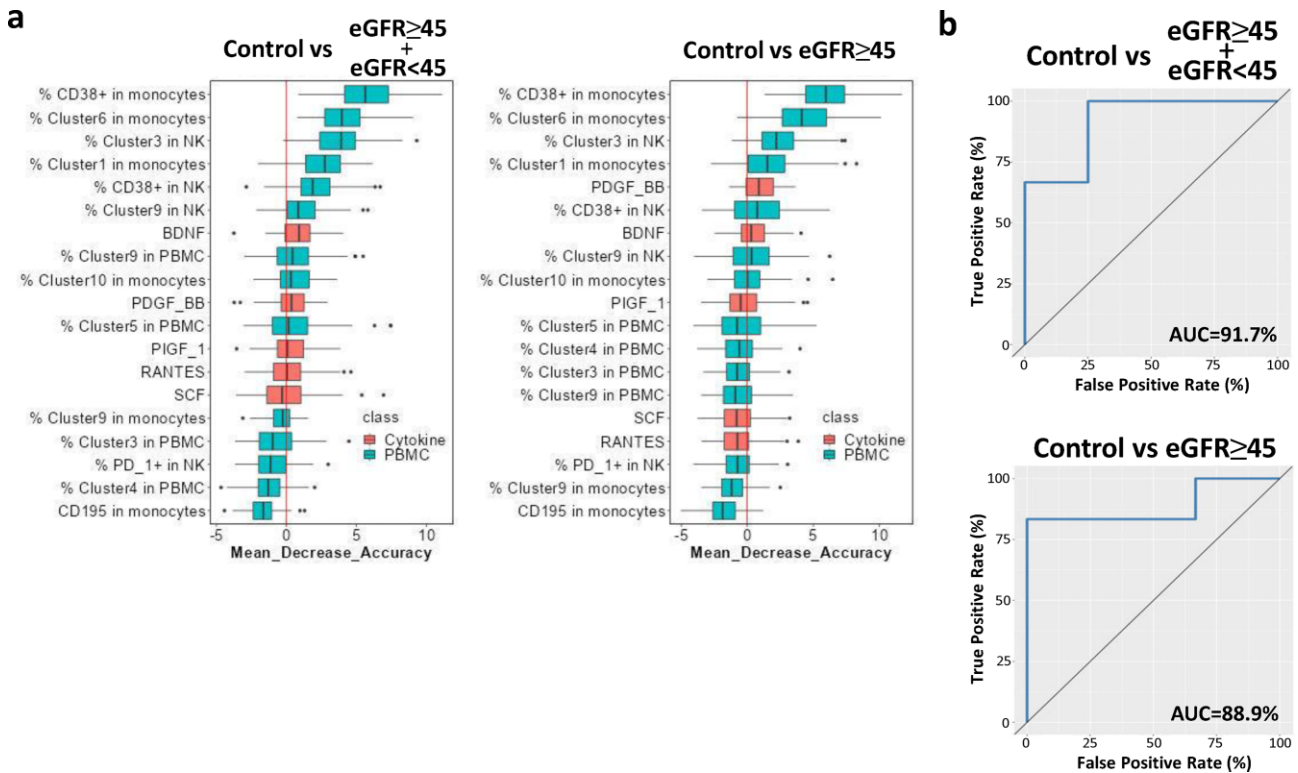 a
Control vs
eGFR≥45
+
eGFR<45
% CD38+ in monocytes
% Cluster6 in monocytes
% Cluster3 in NK
% Cluster1 in monocytes
% CD38+ in NK
% Cluster9 in NK
BDNF
% Cluster9 in PBMC
% Cluster10 in monocytes
PDGF_BB
% Cluster5 in PBMC
PIGF_1
RANTES
SCF
% Cluster9 in monocytes
% Cluster3 in PBMC
% PD_1+ in NK
% Cluster4 in PBMC
CD195 in monocytes
class
Cytokine
PBMC
-5 0 5 10
Mean_Decrease_Accuracy
Control vs eGFR≥45
% CD38+ in monocytes
% Cluster6 in monocytes
% Cluster3 in NK
% Cluster1 in monocytes
PDGF_BB
% CD38+ in NK
BDNF
% Cluster9 in NK
% Cluster10 in monocytes
PIGF_1
% Cluster5 in PBMC
% Cluster4 in PBMC
% Cluster3 in PBMC
% Cluster9 in PBMC
SCF
RANTES
% PD_1+ in NK
% Cluster9 in monocytes
CD195 in monocytes
class
Cytokine
PBMC
-5 0 5 10
Mean_Decrease_Accuracy
b
Control vs
eGFR≥45
+
eGFR<45
True Positive Rate (%)
100
75
50
25
0
AUC=91.7%
0 25 50 75 100
False Positive Rate (%)
Control vs eGFR≥45
True Positive Rate (%)
100
75
50
25
0
AUC=88.9%
0 25 50 75 100
False Positive Rate (%)